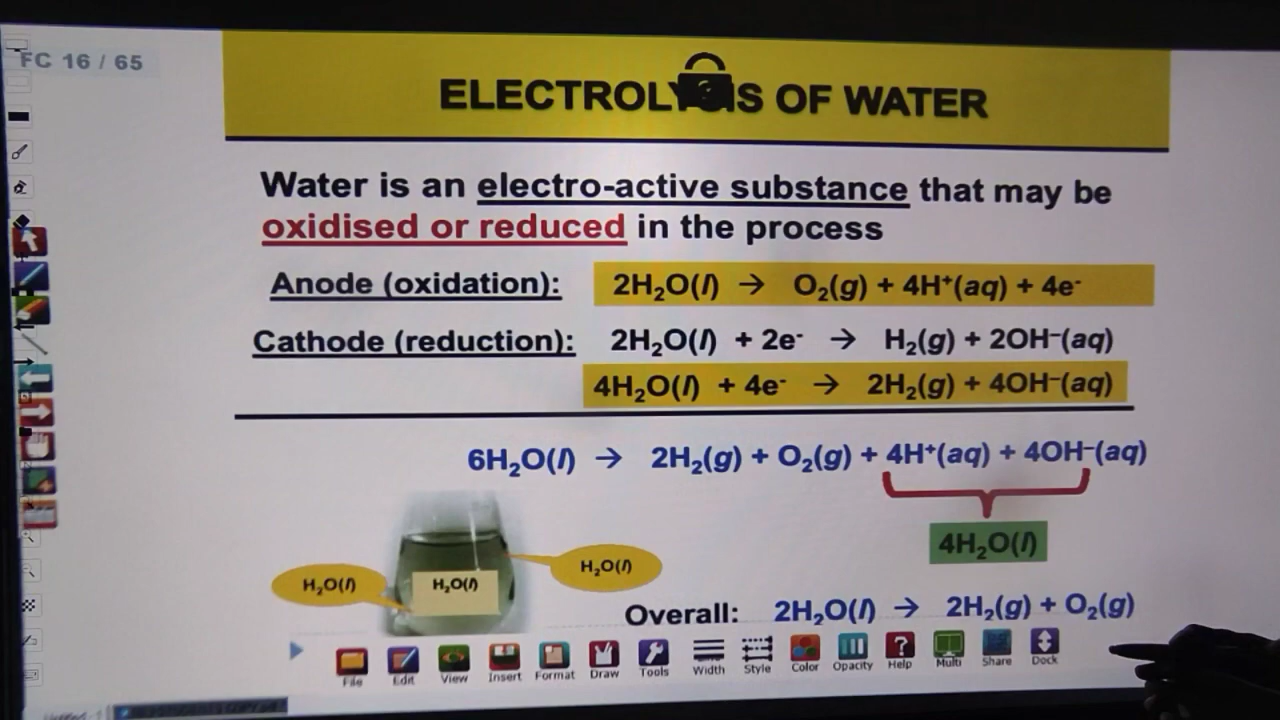 FC 16 / 65
ELECTROLYSIS OF WATER
Water is an electro-active substance that may be
oxidised or reduced in the process
Anode (oxidation): 2H₂O(l) → O₂(g) + 4H⁺(aq) + 4e⁻
Cathode (reduction): 2H₂O(l) + 2e⁻ → H₂(g) + 2OH⁻(aq)
4H₂O(l) + 4e⁻ → 2H₂(g) + 4OH⁻(aq)
6H₂O(l) → 2H₂(g) + O₂(g) + 4H⁺(aq) + 4OH⁻(aq)
4H₂O(l)
H₂O(l) H₂O(l) H₂O(l)
Overall: 2H₂O(l) → 2H₂(g) + O₂(g)
File Edit View Insert Format Draw Tools Width Style Color Opacity Help Multi Share Dock